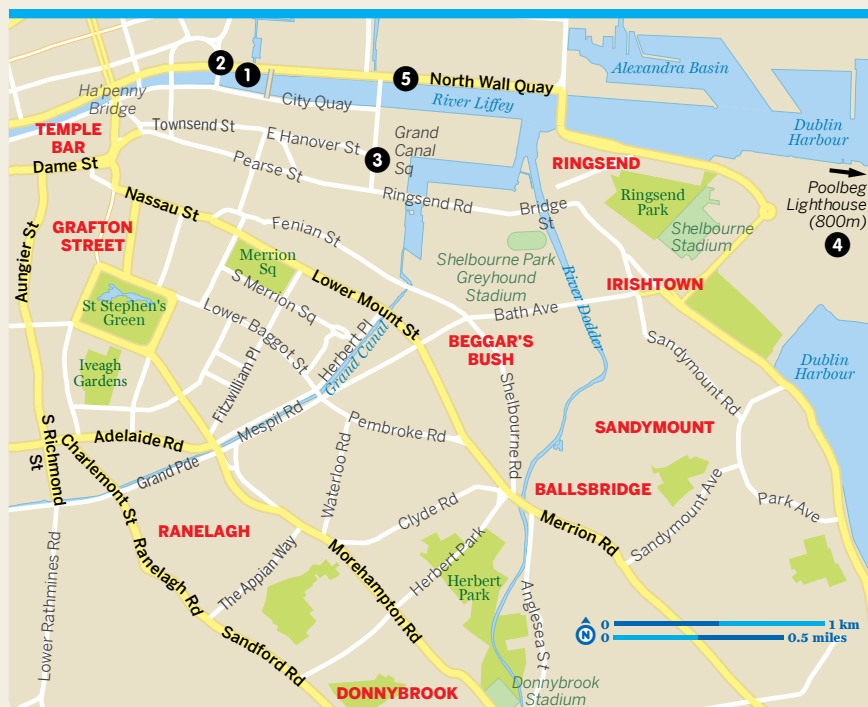 2
1
5
North Wall Quay
Alexandra Basin
Ha'penny
Bridge
City Quay
River Liffey
TEMPLE
BAR
Townsend St
E Hanover St
3
Grand
Canal
Sq
Dublin
Harbour
Dame St
Pearse St
RINGSEND
Poolbeg
Lighthouse
(800m)
4
Nassau St
Ringsend Rd
Bridge
St
Ringsend
Park
Shelbourne
Stadium
Aungier St
GRAFTON
STREET
Fenian St
Merrion
Sq
Shelbourne Park
Greyhound
Stadium
River Dodder
IRISHTOWN
S Merrion Sq
Lower Mount St
St Stephen's
Green
Lower Baggot St
Herbert Pl
Grand Canal
Bath Ave
BEGGAR'S
BUSH
Sandymount Rd
Dublin
Harbour
Iveagh
Gardens
Fitzwilliam Pl
Shelbourne Rd
Mespil Rd
Pembroke Rd
SANDYMOUNT
S Richmond
St
Adelaide Rd
Charlemont St
Grand Pde
Waterloo Rd
BALLSBRIDGE
Clyde Rd
Merrion Rd
Sandymount Ave
Park Ave
RANELAGH
Lower Rathmines Rd
Ranelagh Rd
The Appian Way
Morehampton Rd
Herbert Park
Herbert
Park
Anglesea St
N
0
1 km
0
0.5 miles
Sandford Rd
DONNYBROOK
Donnybrook
Stadium